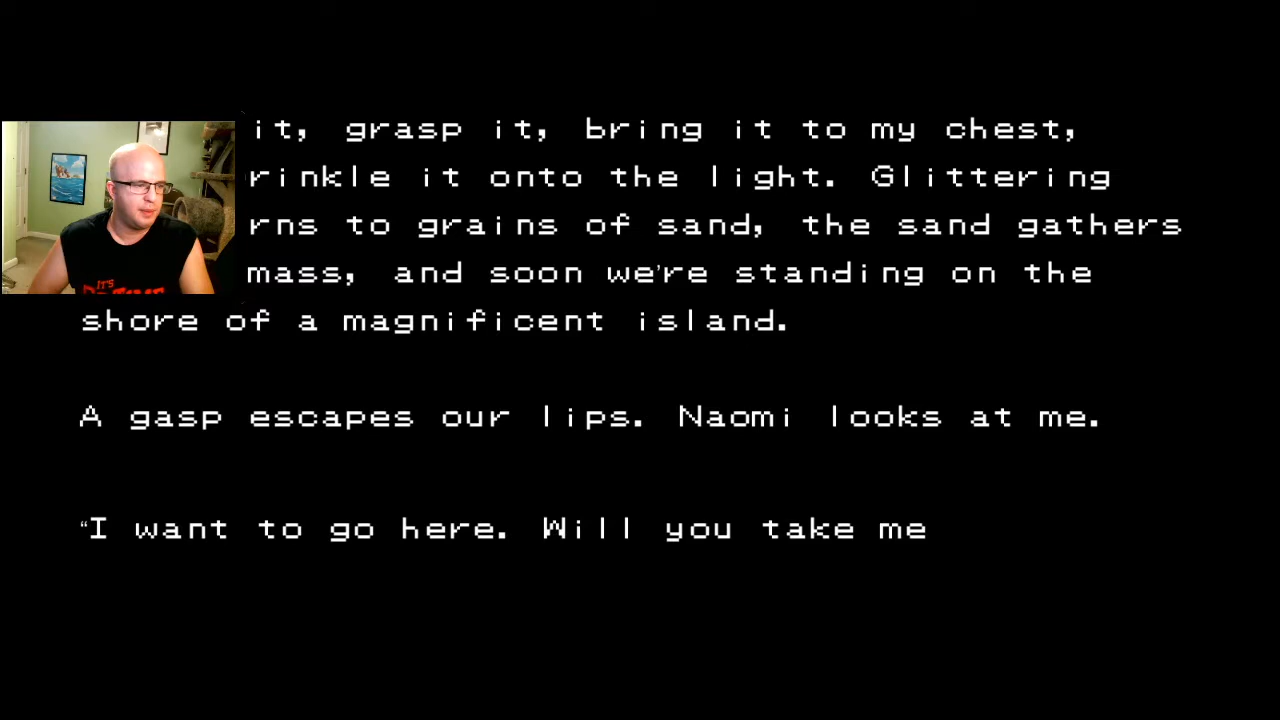 it, grasp it, bring it to my chest,
rinkle it onto the light. Glittering
rns to grains of sand, the sand gathers
mass, and soon we're standing on the
shore of a magnificent island.
A gasp escapes our lips. Naomi looks at me.
“I want to go here. Will you take me
IT'S